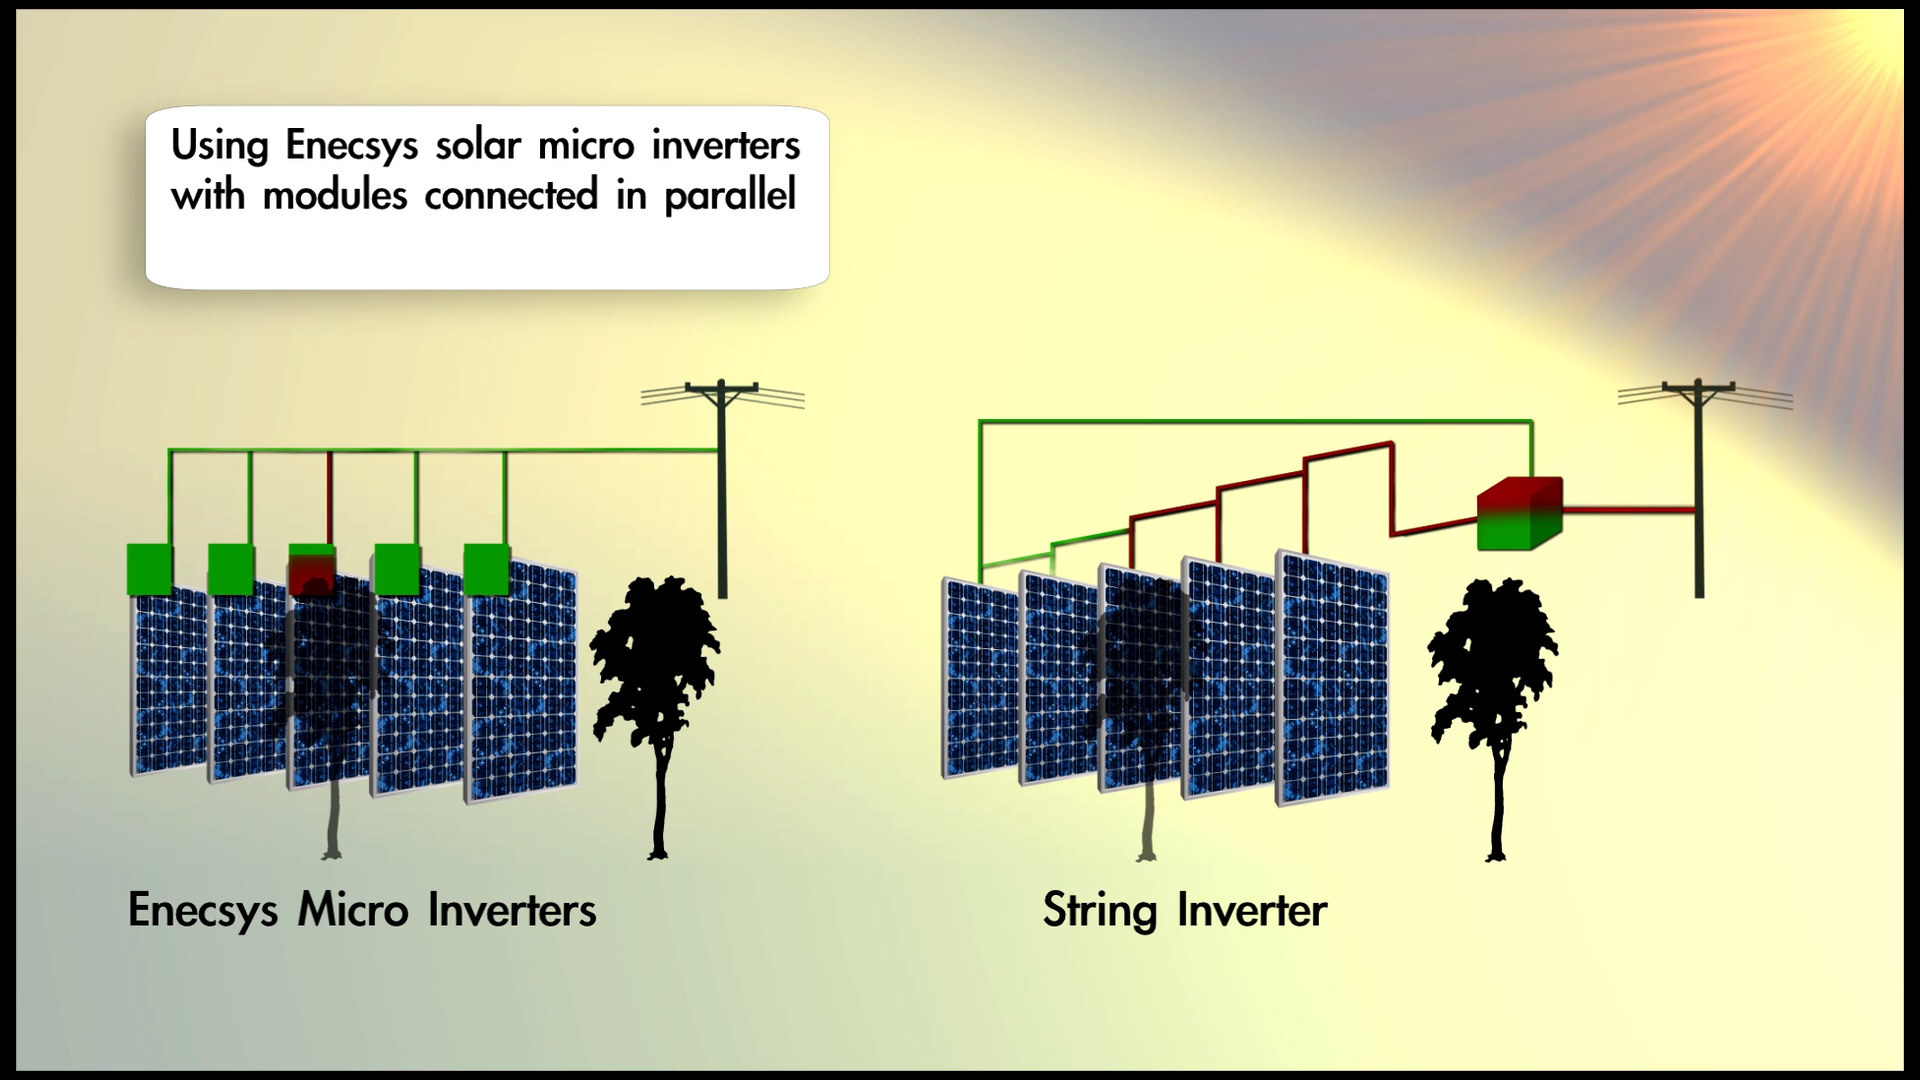 Using Enecsys solar micro inverters
with modules connected in parallel
Enecsys Micro Inverters
String Inverter